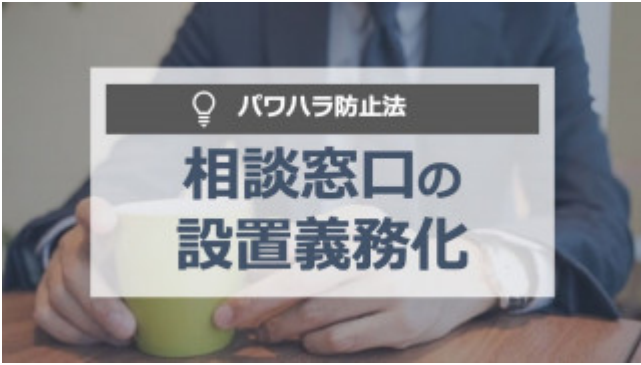 パワハラ防止法
相談窓口の
設置義務化